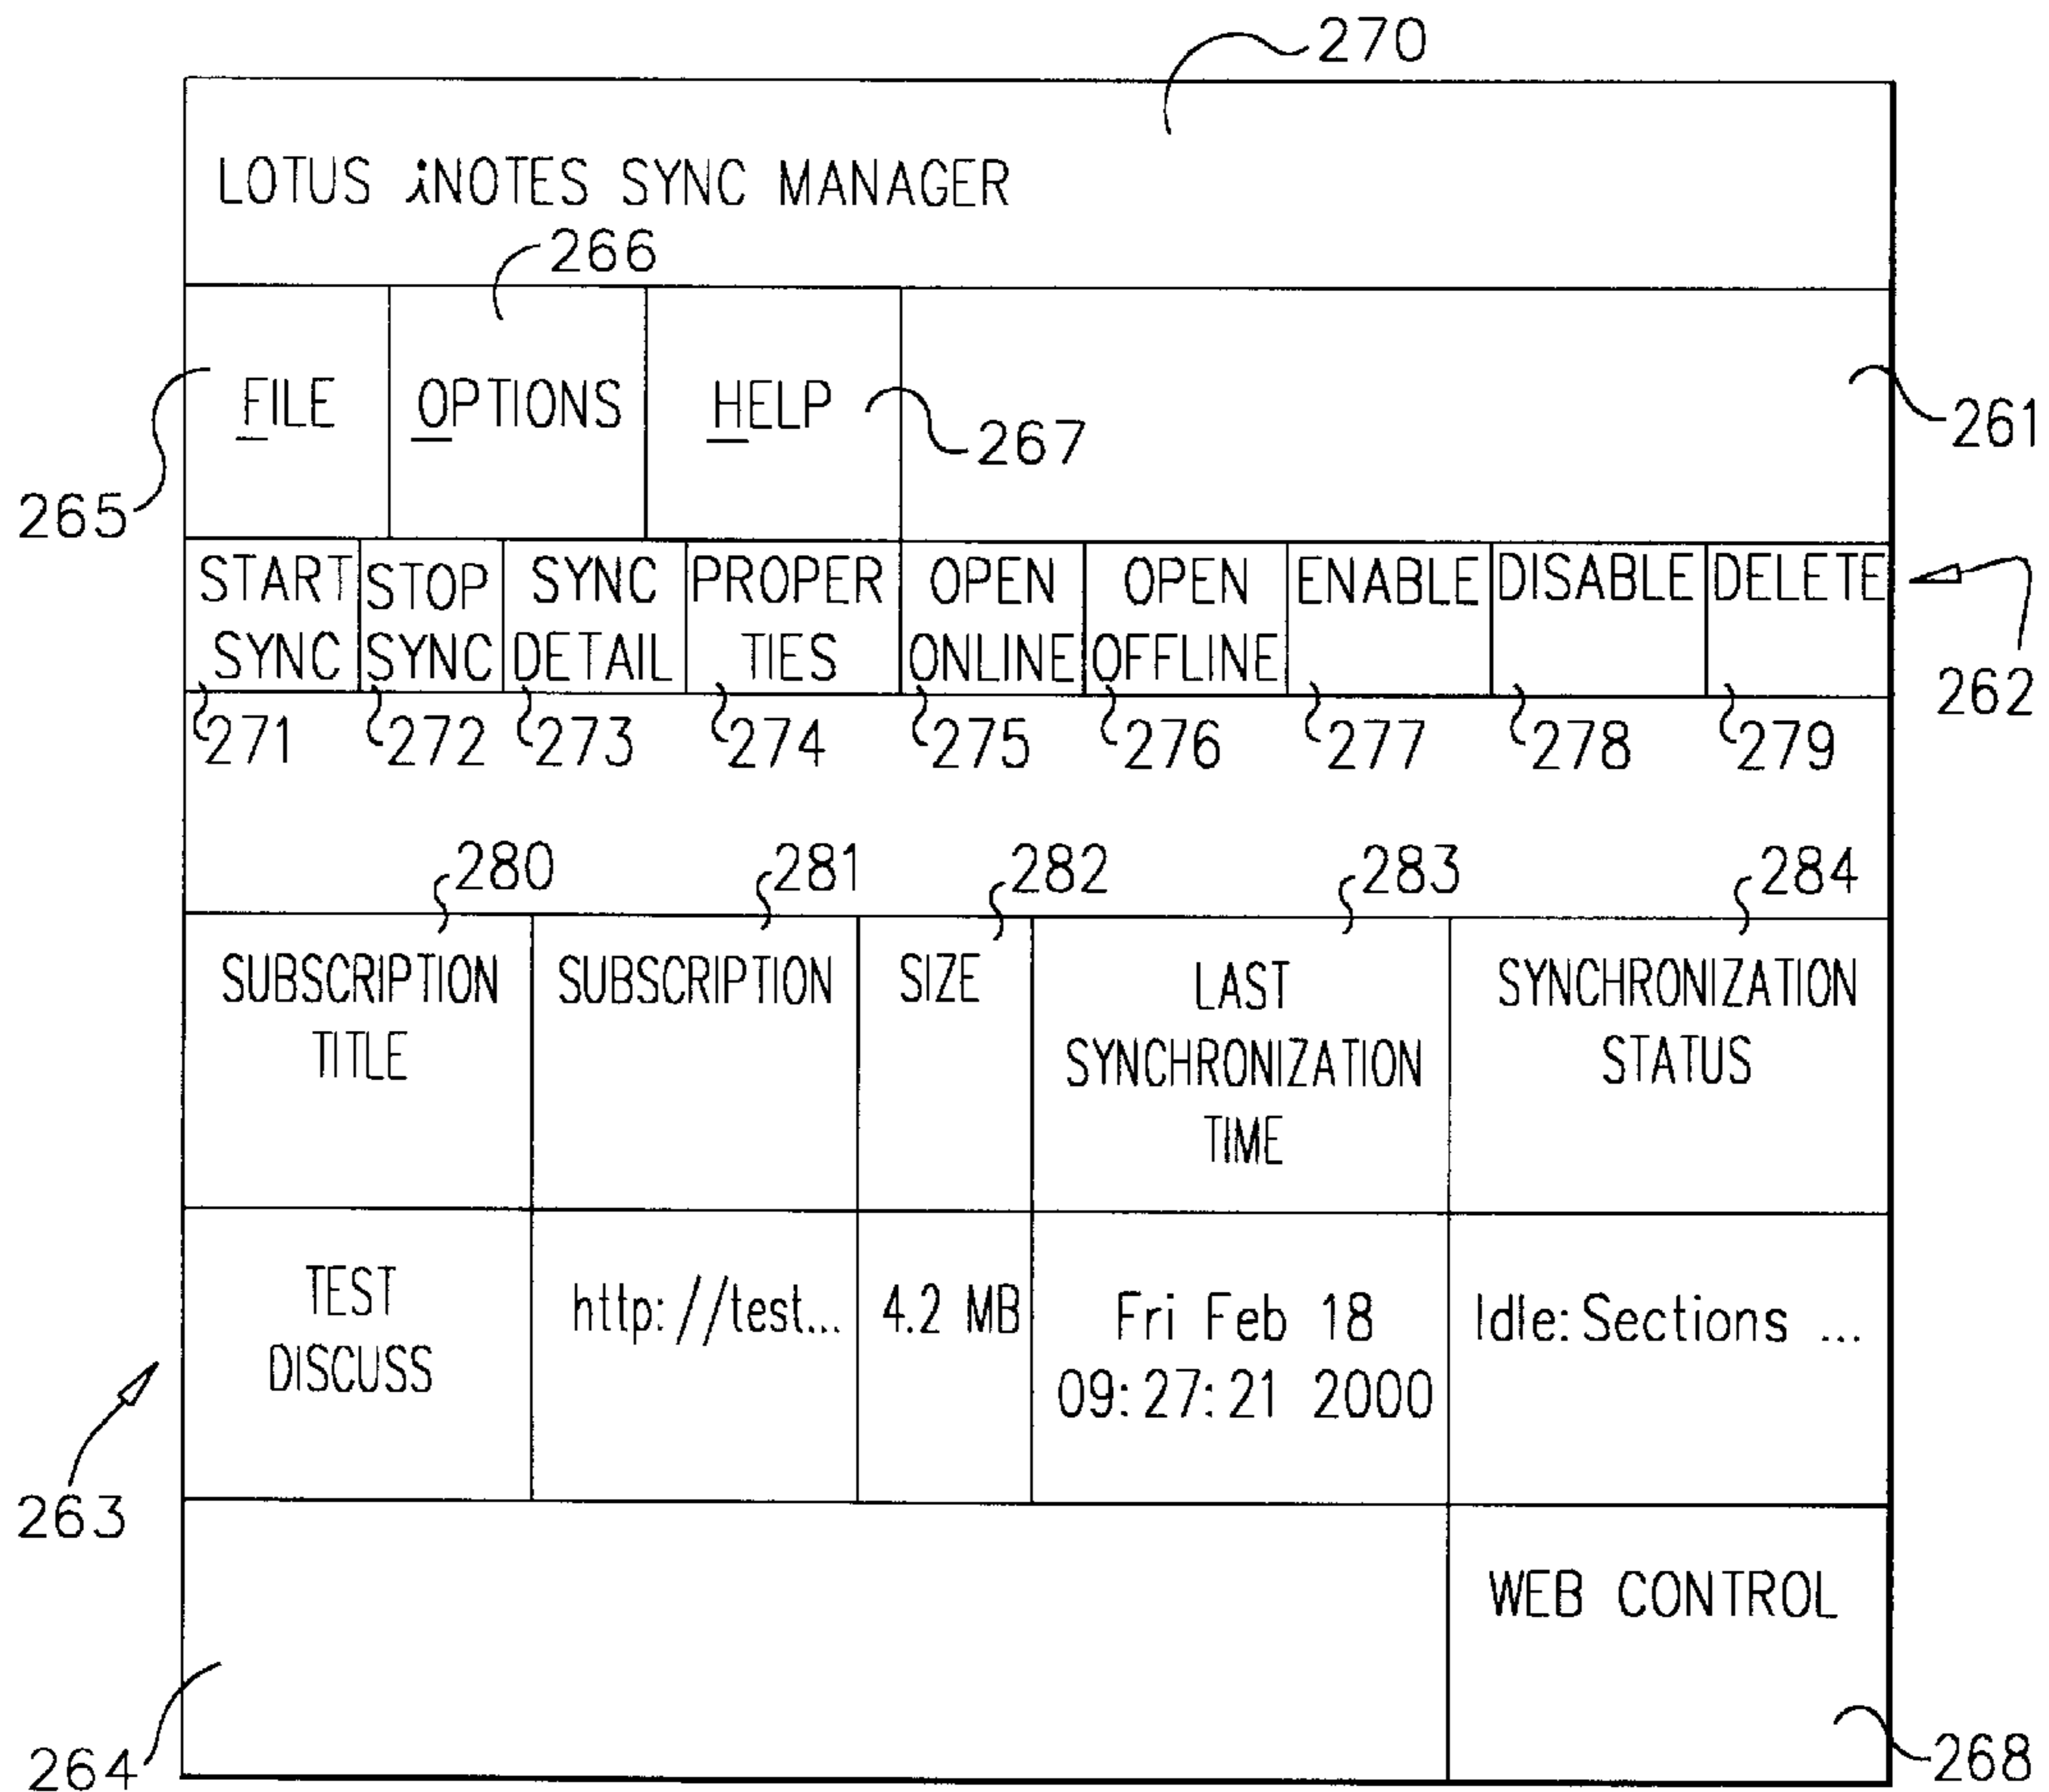 270
LOTUS iNOTES SYNC MANAGER
266
FILE OPTIONS HELP
261
267
265
START SYNC STOP SYNC SYNC DETAIL PROPER TIES OPEN ONLINE OPEN OFFLINE ENABLE DISABLE DELETE
262
271 272 273 274 275 276 277 278 279
280 281 282 283 284
SUBSCRIPTION TITLE SUBSCRIPTION SIZE LAST SYNCHRONIZATION TIME SYNCHRONIZATION STATUS
TEST DISCUSS http://test... 4.2 MB Fri Feb 18 09:27:21 2000 Idle: Sections ...
263
WEB CONTROL
264
268